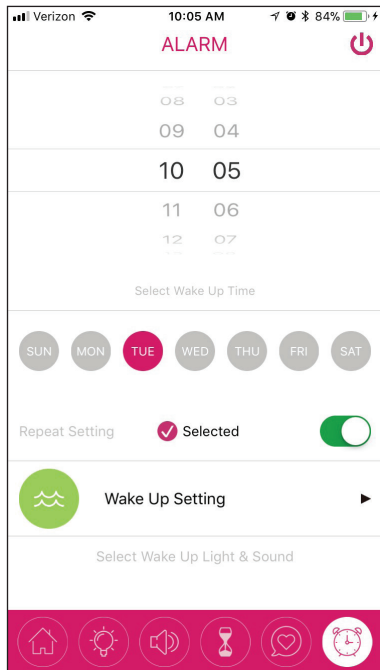 Verizon 10:05 AM 84%
ALARM
08 03
09 04
10 05
11 06
12 07
Select Wake Up Time
SUN MON TUE WED THU FRI SAT
Repeat Setting Selected
Wake Up Setting
Select Wake Up Light & Sound